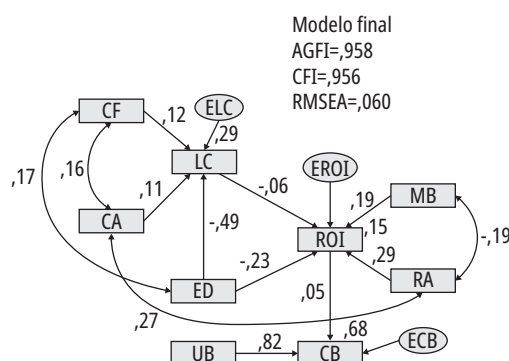 Modelo final
AGFI=,958
CFI=,956
RMSEA=,060
CF
,12
ELC
,29
LC
,17
,16
,11
-,06
EROI
CA
-,49
,19
MB
,15
ROI
-,19
-,23
,29
ED
RA
,27
,05
UB
,82
,68
CB
ECB